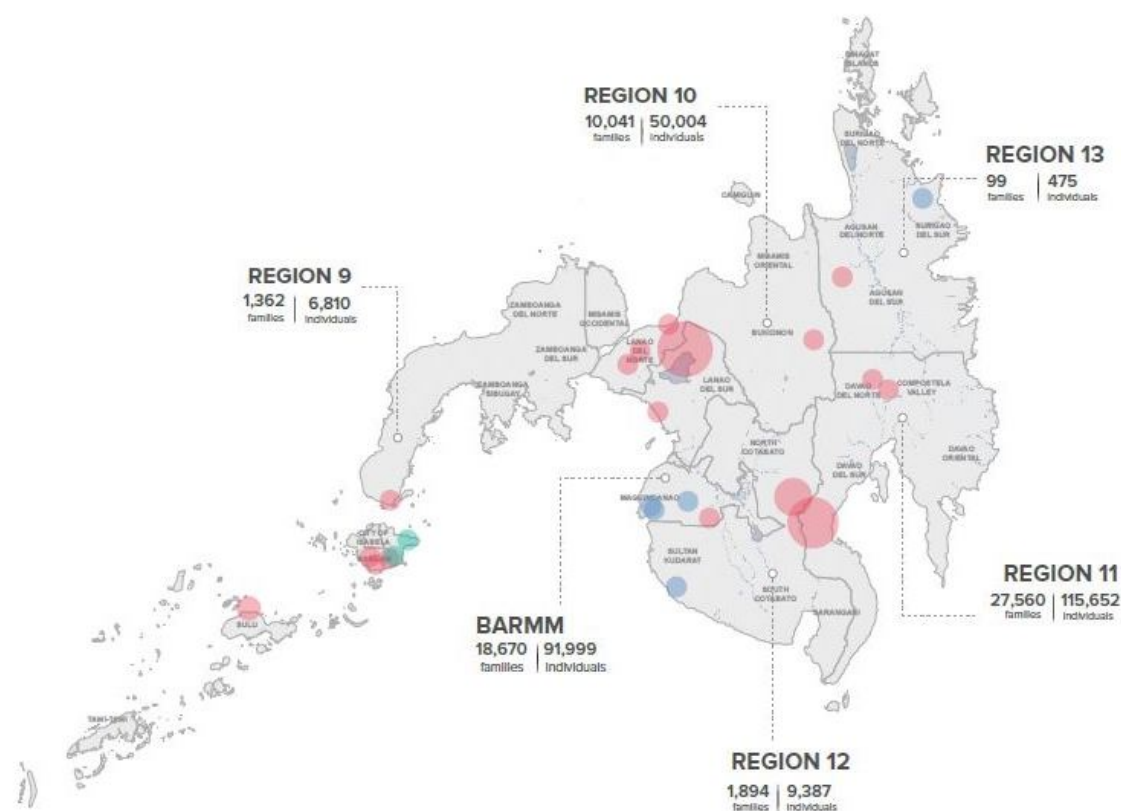 DINAGAT
ISLANDS
REGION 10
10,041 50,004
families individuals
SURIGAO
DEL NORTE
REGION 13
99 475
families individuals
CAMIGUIN
AGUSAN
DEL NORTE
SURIGAO
DEL SUR
MISAMIS
ORIENTAL
REGION 9
1,362 6,810
families individuals
AGUSAN
DEL SUR
ZAMBOANGA
DEL NORTE
MISAMIS
OCCIDENTAL
BUKIDNON
LANAO
DEL
NORTE
ZAMBOANGA
DEL SUR
LANAO
DEL SUR
ZAMBOANGA
SIBUGAY
DAVAO
DEL NORTE
COMPOSTELA
VALLEY
NORTH
COTABATO
DAVAO
ORIENTAL
DAVAO
DEL SUR
MAGUINDANAO
CITY OF
ISABELA
BASILAN
SULTAN
KUDARAT
SOUTH
COTABATO
SARANGANI
REGION 11
27,560 115,652
families individuals
SULU
BARMM
18,670 91,999
families individuals
TAWI-TAWI
REGION 12
1,894 9,387
families individuals